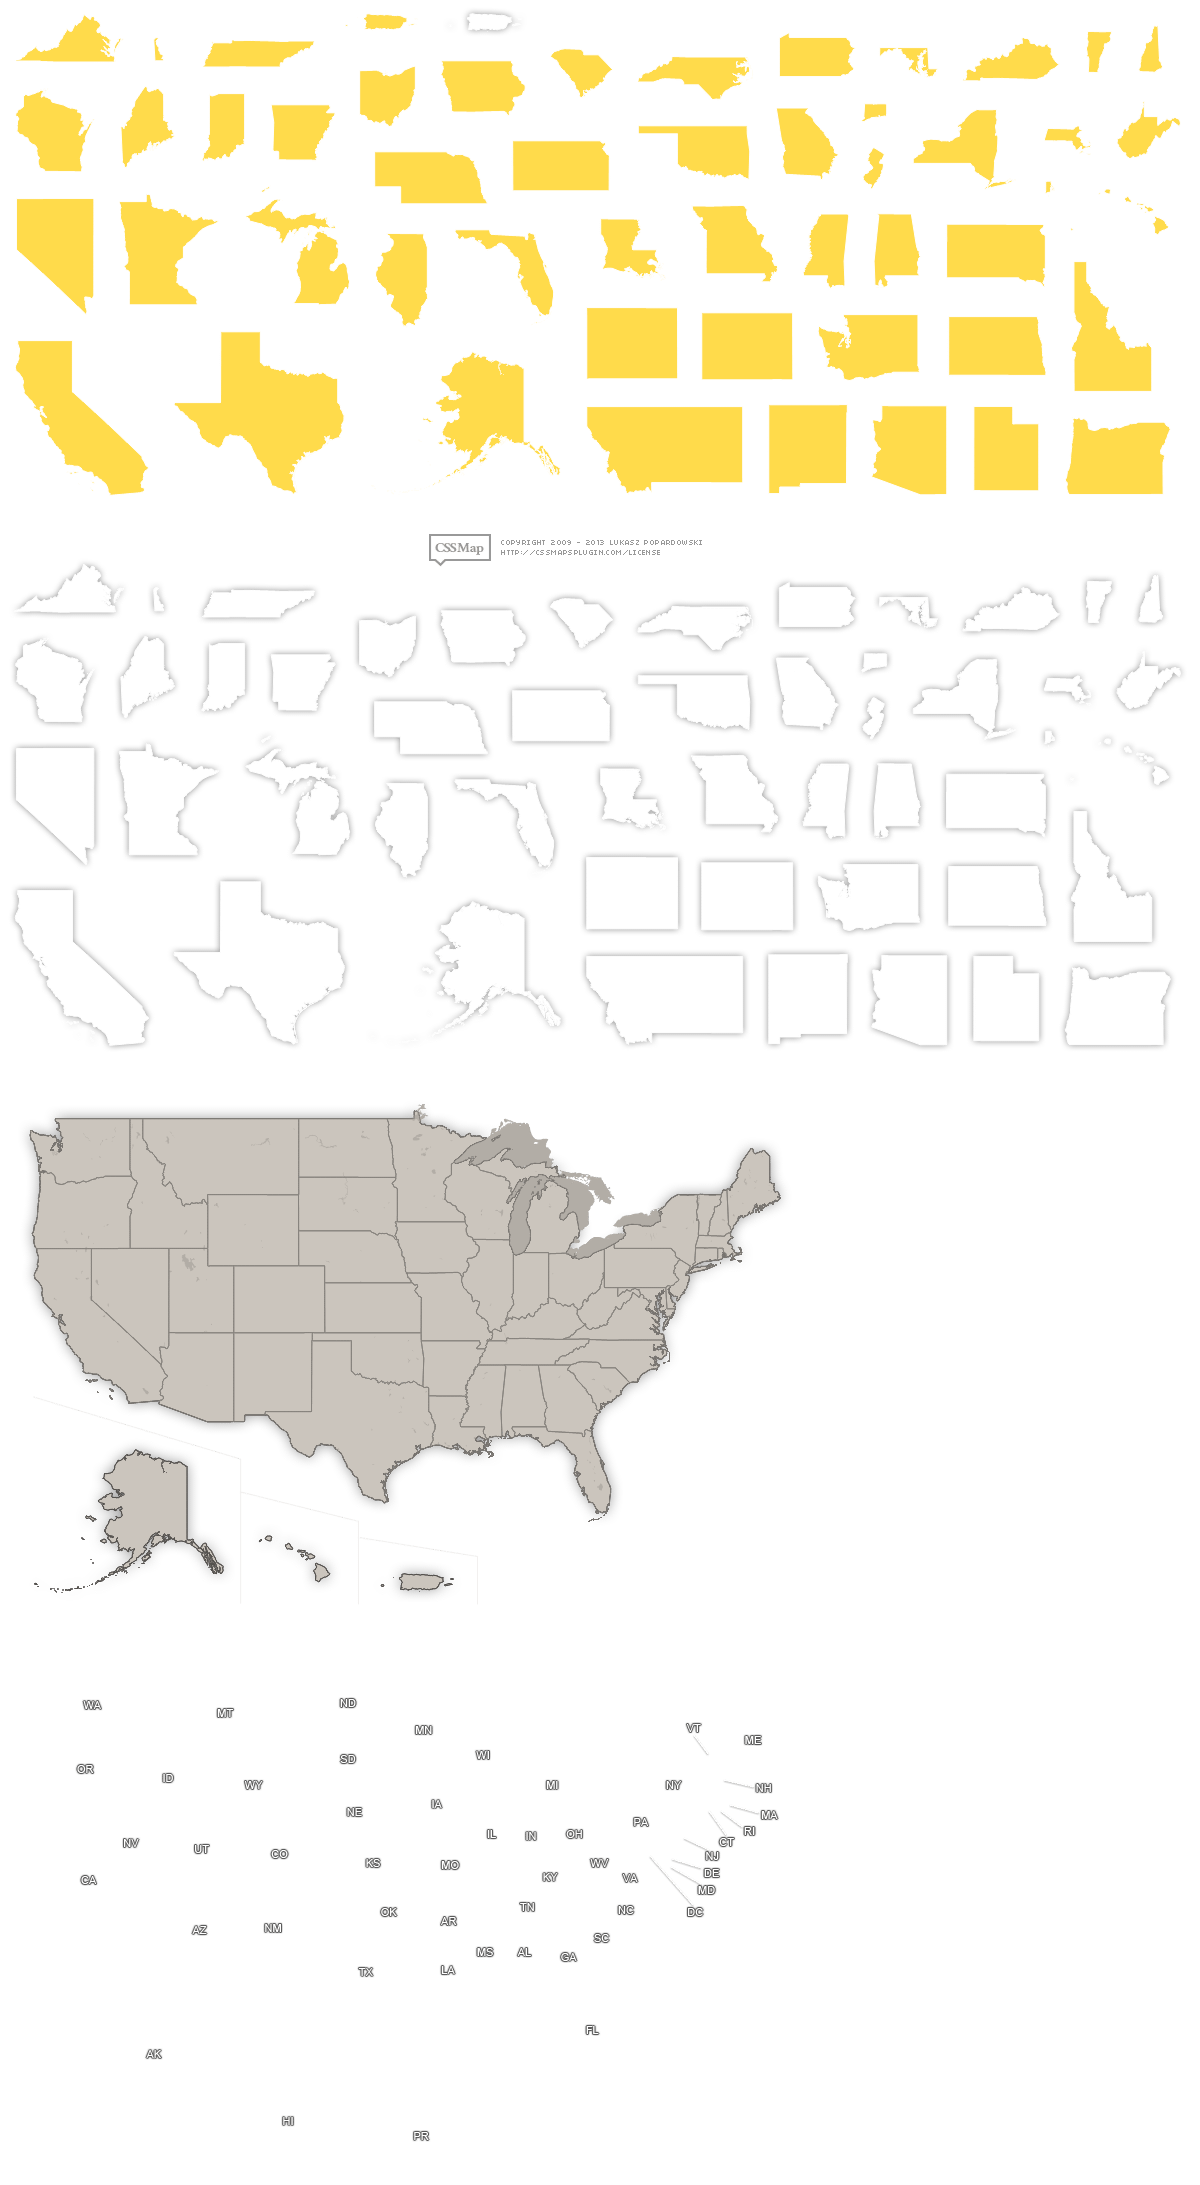 CSSMap
COPYRIGHT 2009 - 2013 LUKASZ POPARDOWSKI
HTTP://CSSMAPSPLUGIN.COM/LICENSE
WA
MT
ND
MN
VT
ME
OR
ID
WY
SD
WI
MI
NY
NH
NE
IA
PA
MA
RI
NV
UT
CO
IL
IN
OH
CT
CA
KS
MO
KY
WV
VA
NJ
DE
MD
AZ
NM
OK
AR
TN
NC
DC
TX
LA
MS
AL
GA
SC
FL
AK
HI
PR